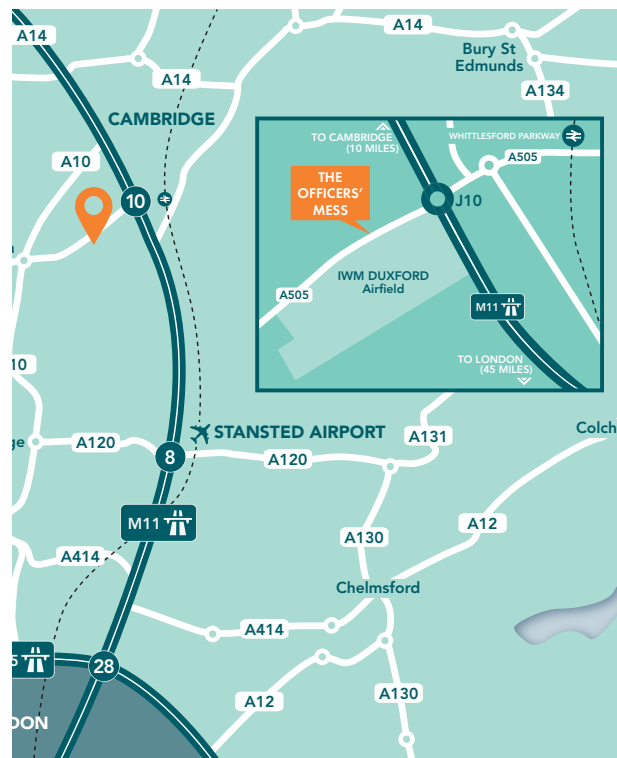 A14
A14
Bury St
Edmunds
A14
A134
CAMBRIDGE
A10
10
TO CAMBRIDGE
(10 MILES)
WHITTLESFORD PARKWAY
A505
THE
OFFICERS'
MESS
J10
IWM DUXFORD
Airfield
A505
M11
TO LONDON
(45 MILES)
10
STANSTED AIRPORT
A131
Colch
ge
A120
8
A120
M11
A12
A130
A414
Chelmsford
A414
5
28
A12
A130
DON